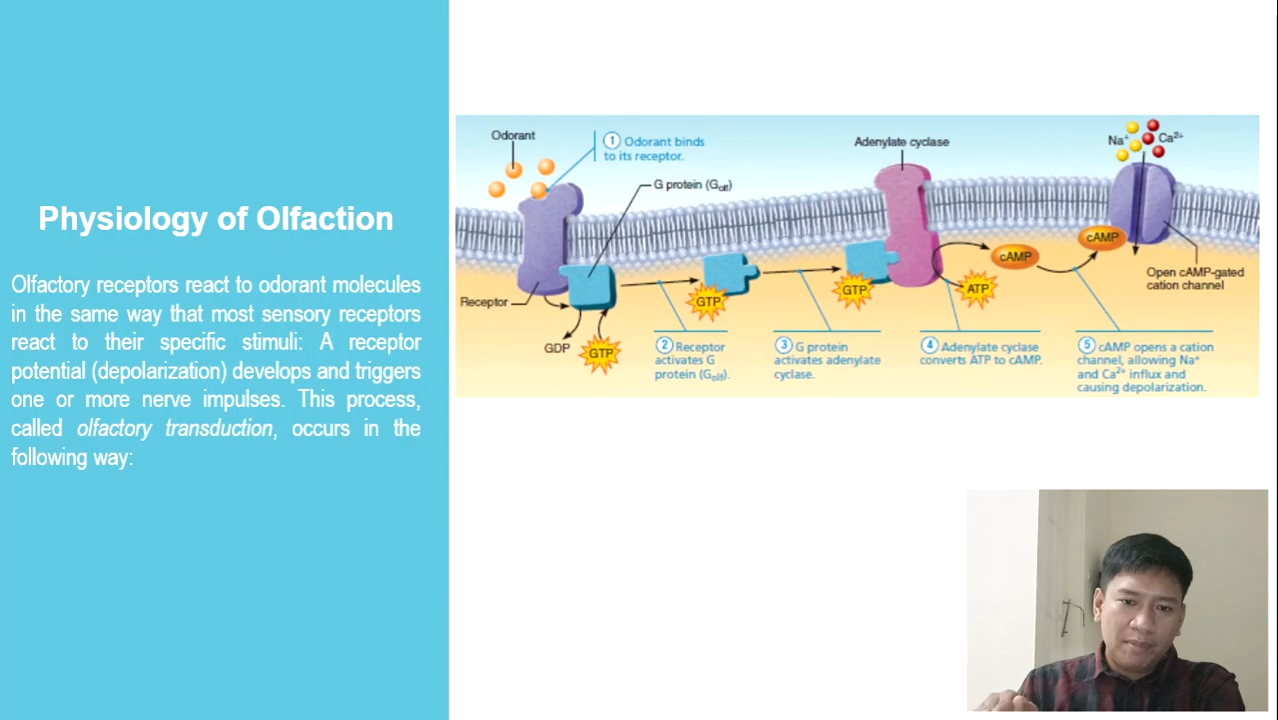 Physiology of Olfaction
Olfactory receptors react to odorant molecules
in the same way that most sensory receptors
react to their specific stimuli: A receptor
potential (depolarization) develops and triggers
one or more nerve impulses. This process,
called olfactory transduction, occurs in the
following way:
Odorant
1 Odorant binds
to its receptor.
G protein (Golf)
Adenylate cyclase
Na+
Ca2+
Receptor
GDP
GTP
GTP
GTP
ATP
cAMP
cAMP
Open cAMP-gated
cation channel
2 Receptor
activates G
protein (Golf).
3 G protein
activates adenylate
cyclase.
4 Adenylate cyclase
converts ATP to cAMP.
5 cAMP opens a cation
channel, allowing Na+
and Ca2+ influx and
causing depolarization.